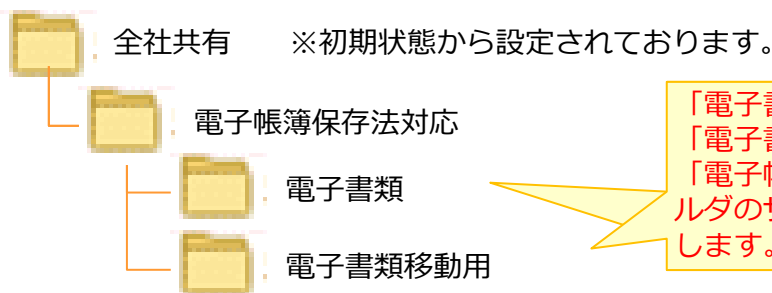 全社共有 ※初期状態から設定されております。
電子帳簿保存法対応
電子書類
電子書類移動用
「電子書
「電子書
「電子帳
ルダのサ
します。